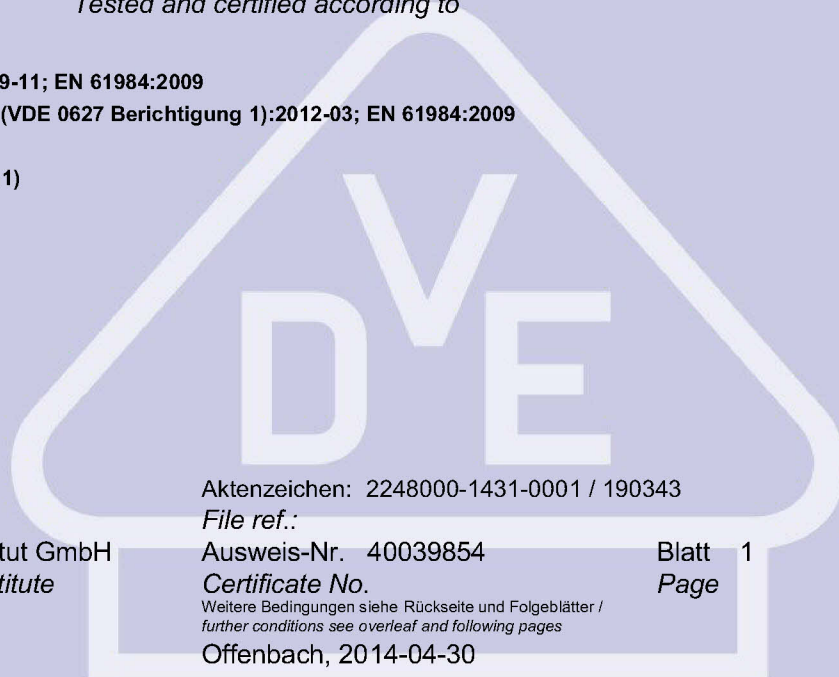 Tested and certified according to
9-11; EN 61984:2009
(VDE 0627 Berichtigung 1):2012-03; EN 61984:2009
1)
DVE
Aktenzeichen: 2248000-1431-0001 / 190343
File ref.:
tut GmbH Ausweis-Nr. 40039854 Blatt 1
titute Certificate No. Page
Weitere Bedingungen siehe Rückseite und Folgeblätter /
further conditions see overleaf and following pages
Offenbach, 2014-04-30